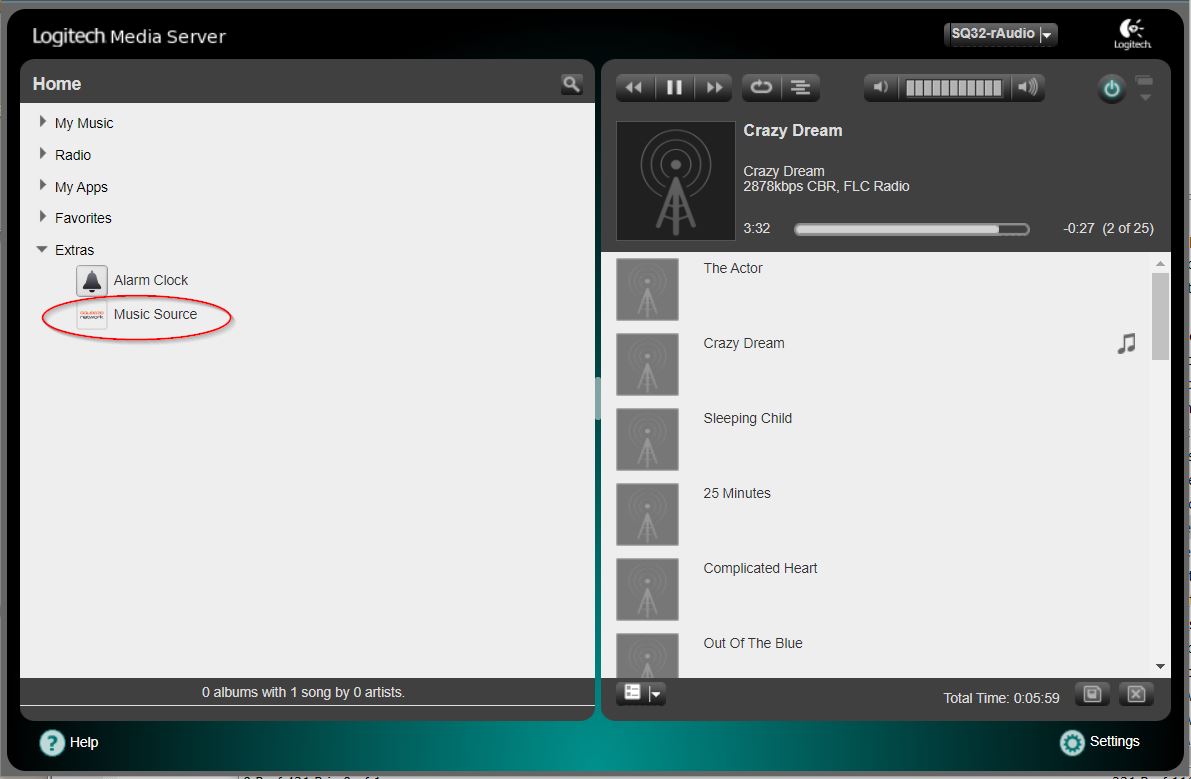 Logitech Media Server
SQ32-rAudio
Logitech
Home
My Music
Radio
My Apps
Favorites
Extras
Alarm Clock
network
Music Source
0 albums with 1 song by 0 artists.
Crazy Dream
Crazy Dream
2878kbps CBR, FLC Radio
3:32
-0:27 (2 of 25)
The Actor
Crazy Dream
Sleeping Child
25 Minutes
Complicated Heart
Out Of The Blue
Total Time: 0:05:59
? Help
Settings